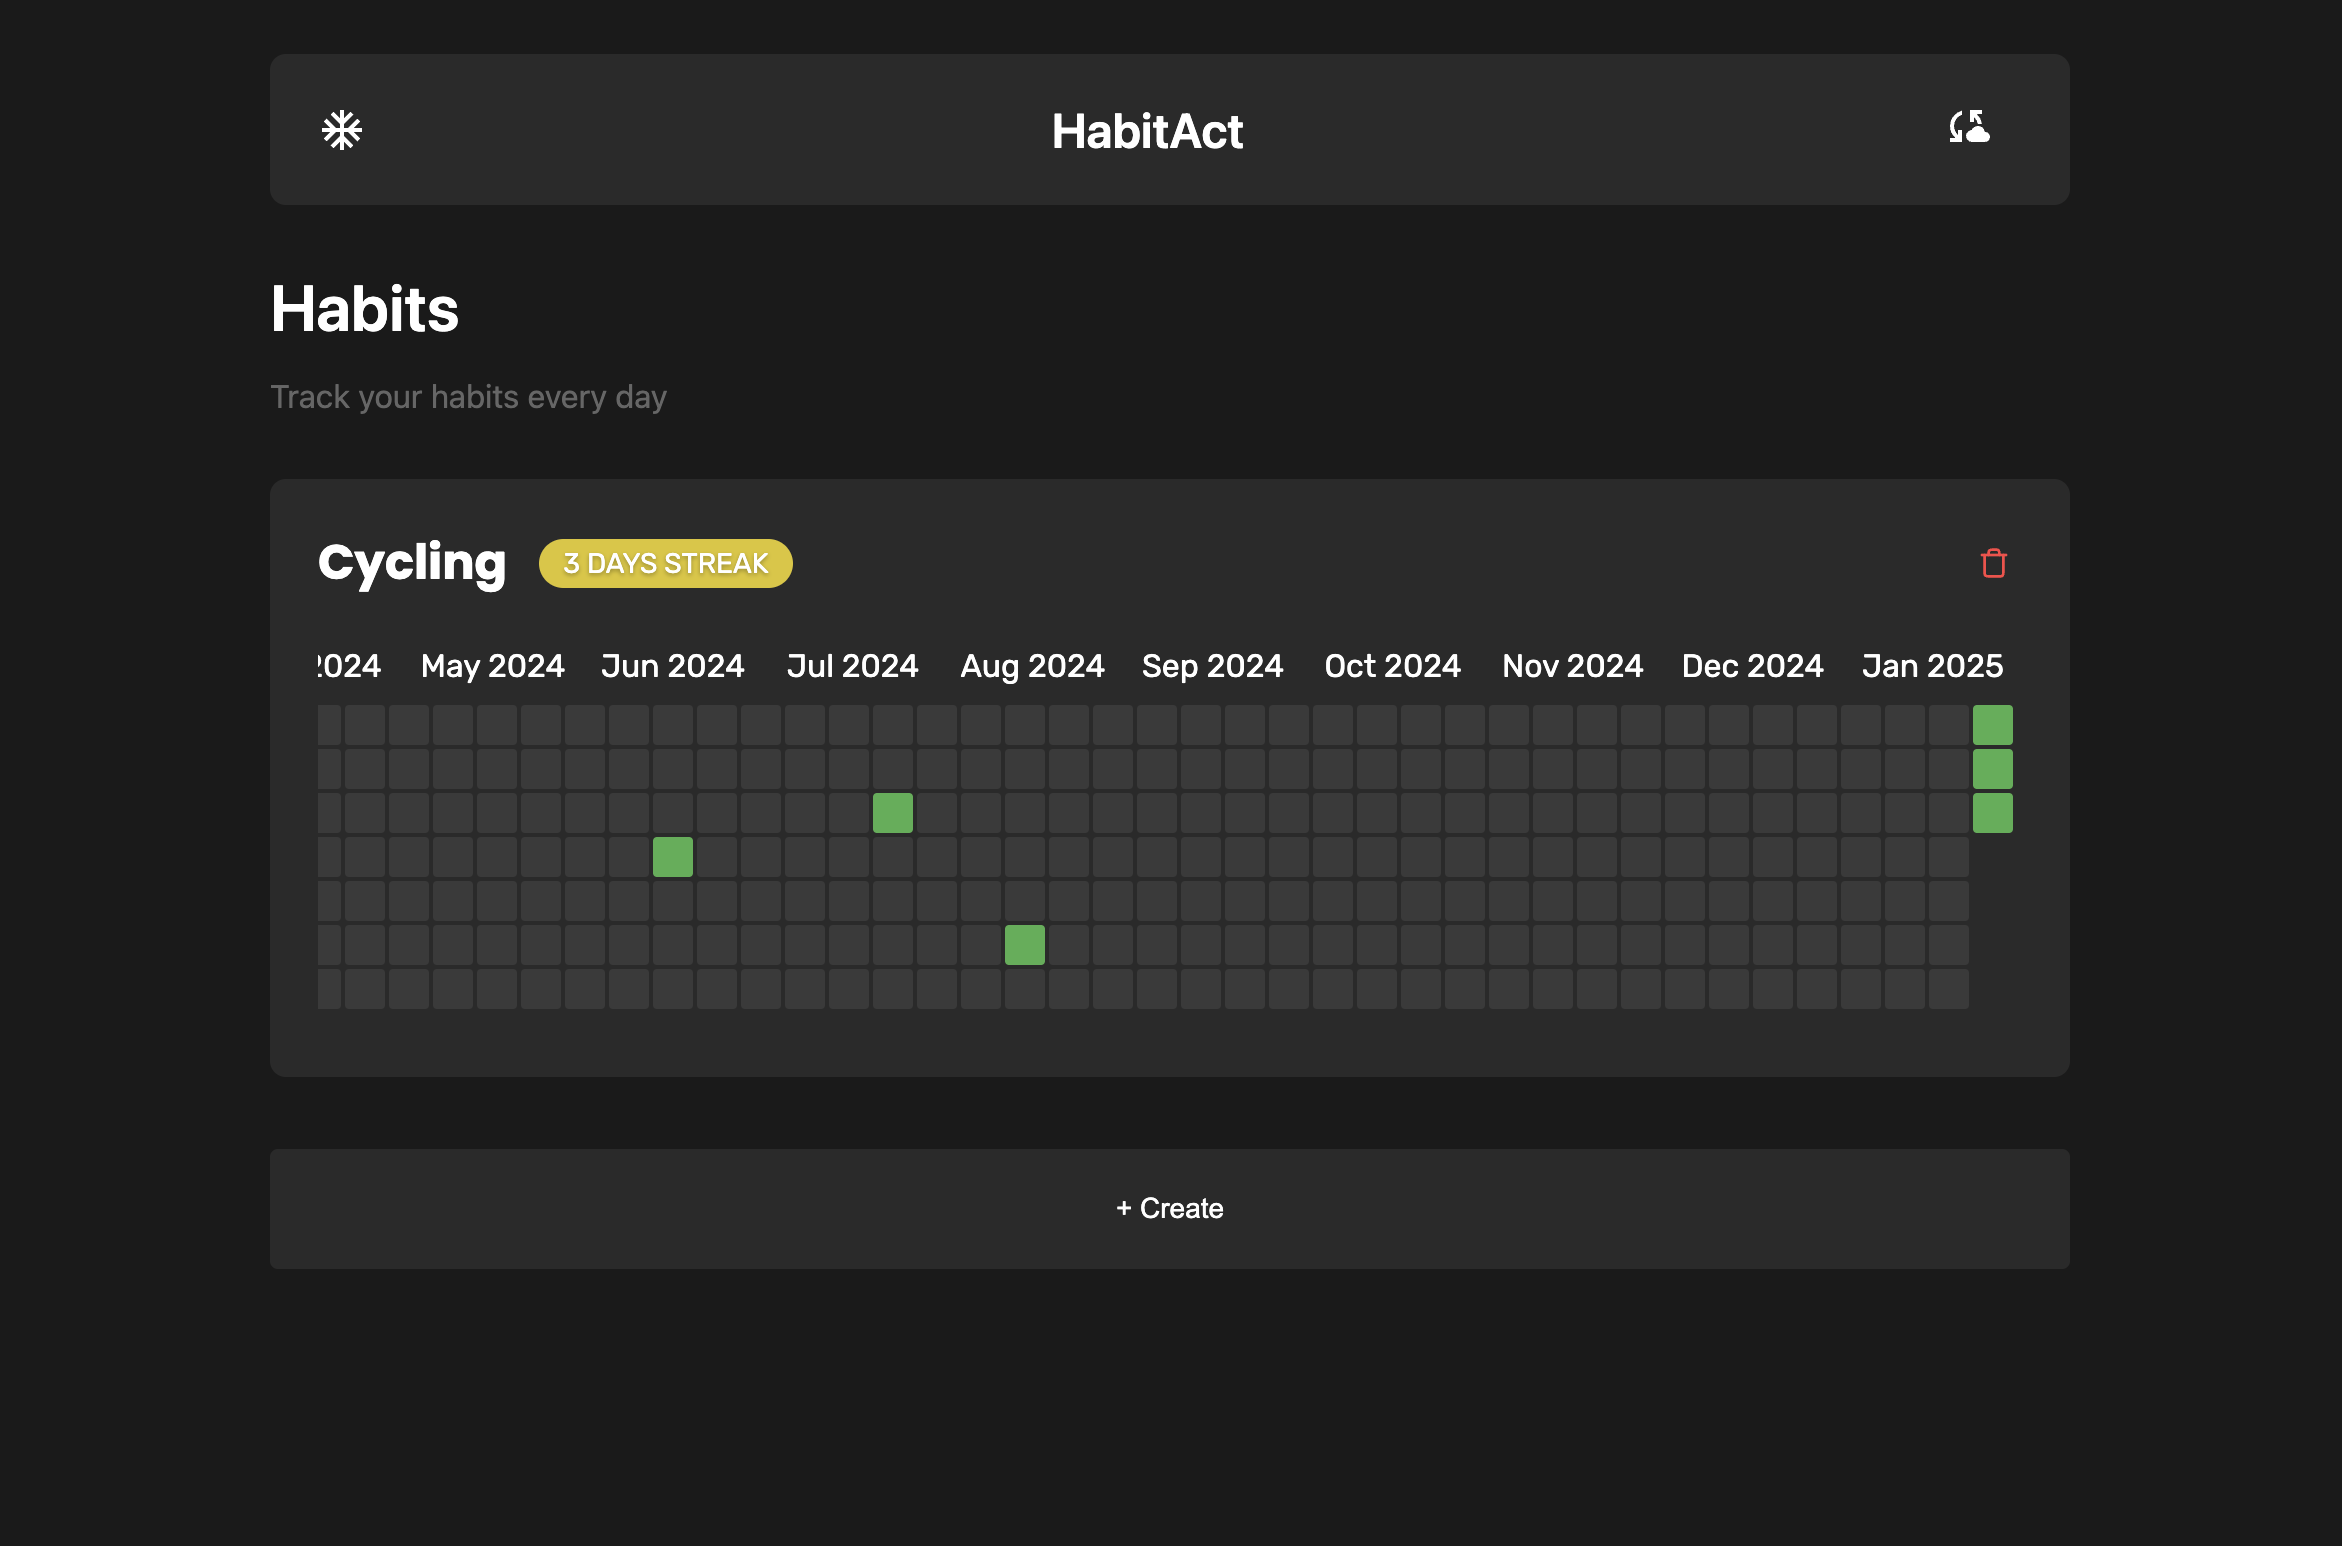 HabitAct
Habits
Track your habits every day
Cycling 3 DAYS STREAK
2024 May 2024 Jun 2024 Jul 2024 Aug 2024 Sep 2024 Oct 2024 Nov 2024 Dec 2024 Jan 2025
+ Create